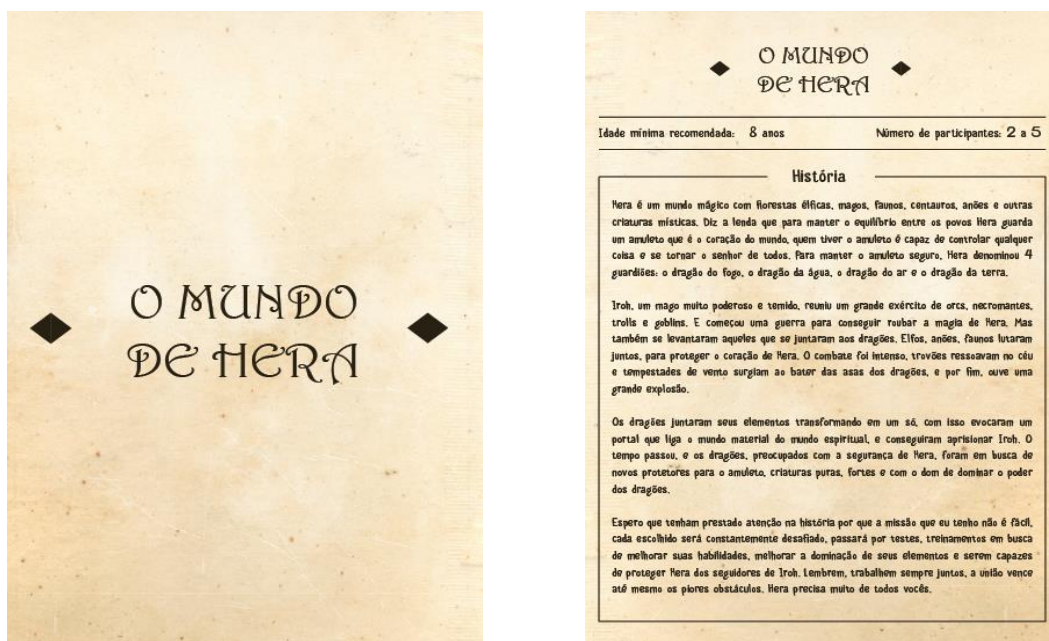 O MUNDO
DE HERA
O MUNDO
DE HERA
Idade mínima recomendada: 8 anos
Número de participantes: 2 a 5
História
Hera é um mundo mágico com florestas élficas, magos, faunos, centauros, anões e outras
criaturas místicas. Diz a lenda que para manter o equilíbrio entre os povos Hera guarda
um amuleto que é o coração do mundo, quem tiver o amuleto é capaz de controlar qualquer
coisa e se tornar o senhor de todos. Para manter o amuleto seguro, Hera denominou 4
guardiões: o dragão do fogo, o dragão da água, o dragão do ar e o dragão da terra.
Iroh, um mago muito poderoso e temido, reuniu um grande exército de orcs, necromantes,
trolls e goblins. E começou uma guerra para conseguir roubar a magia de Hera. Mas
também se levantaram aqueles que se juntaram aos dragões. Elfos, anões, faunos lutaram
juntos, para proteger o coração de Hera. O combate foi intenso, trovões ressoavam no céu
e tempestades de vento surgiam ao bater das asas dos dragões, e por fim, ouve uma
grande explosão.
Os dragões juntaram seus elementos transformando em um só, com isso evocaram um
portal que liga o mundo material do mundo espiritual, e conseguiram aprisionar Iroh. O
tempo passou, e os dragões, preocupados com a segurança de Hera, foram em busca de
novos protetores para o amuleto, criaturas puras, fortes e com o dom de dominar o poder
dos dragões.
Espero que tenham prestado atenção na história por que a missão que eu tenho não é fácil,
cada escolhido será constantemente desafiado, passará por testes, treinamentos em busca
de melhorar suas habilidades, melhorar a dominação de seus elementos e serem capazes
de proteger Hera dos seguidores de Iroh. Lembrem, trabalhem sempre juntos, a união vence
até mesmo os piores obstáculos. Hera precisa muito de todos vocês.